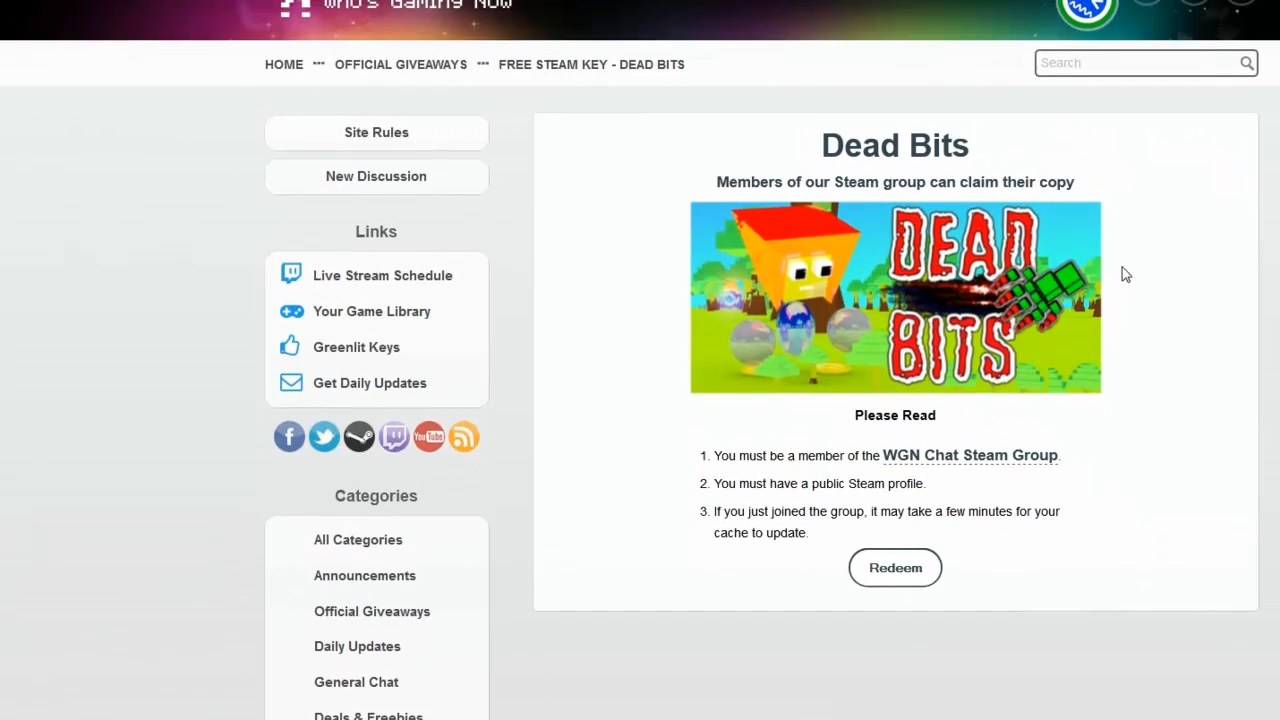 Who's Gaming Now
HOME ••• OFFICIAL GIVEAWAYS ••• FREE STEAM KEY - DEAD BITS
Search
Site Rules
New Discussion
Links
Live Stream Schedule
Your Game Library
Greenlit Keys
Get Daily Updates
You Tube
Categories
All Categories
Announcements
Official Giveaways
Daily Updates
General Chat
Deals & Freebies
Dead Bits
Members of our Steam group can claim their copy
DEAD
BITS
Please Read
1. You must be a member of the WGN Chat Steam Group.
2. You must have a public Steam profile.
3. If you just joined the group, it may take a few minutes for your
cache to update.
Redeem